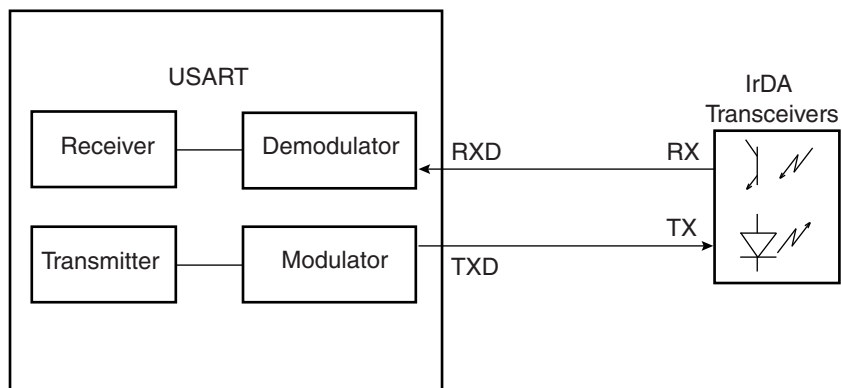 USART
IrDA
Transceivers
Receiver
Demodulator
RXD
RX
Transmitter
Modulator
TXD
TX